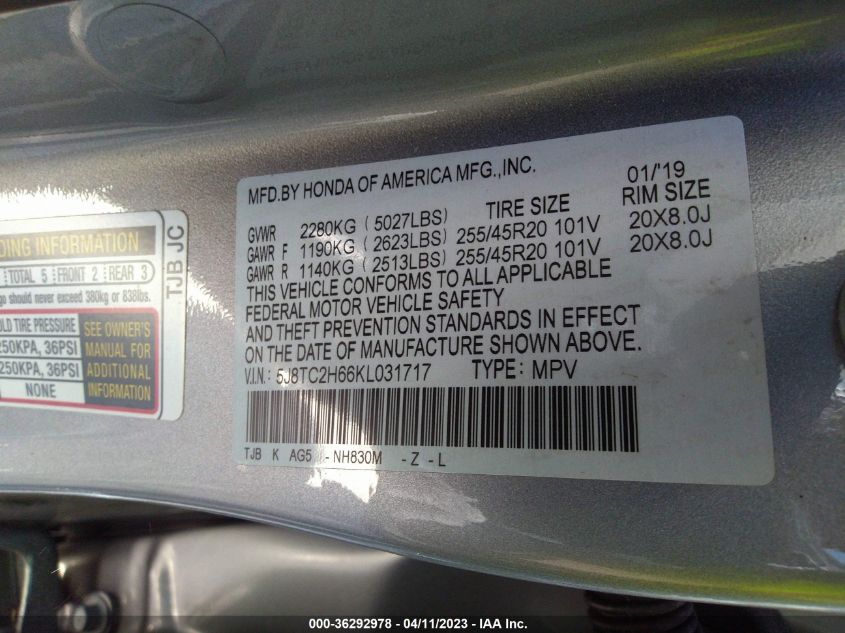 MFD.BY HONDA OF AMERICA MFG.,INC. 01/'19
GVWR 2280KG (5027LBS) TIRE SIZE RIM SIZE
GAWR F 1190KG (2623LBS) 255/45R20 101V 20X8.0J
GAWR R 1140KG (2513LBS) 255/45R20 101V 20X8.0J
THIS VEHICLE CONFORMS TO ALL APPLICABLE
FEDERAL MOTOR VEHICLE SAFETY
AND THEFT PREVENTION STANDARDS IN EFFECT
ON THE DATE OF MANUFACTURE SHOWN ABOVE.
V.I.N.: 5J8TC2H66KL031717 TYPE: MPV
TJB K AG5 -NH830M -Z -L
TJB JC
INFORMATION
TOTAL 5 FRONT 2 REAR 3
should never exceed 380kg or 838lbs.
TIRE PRESSURE
250KPA, 36PSI
250KPA, 36PSI
NONE
SEE OWNER'S
MANUAL FOR
ADDITIONAL
INFORMATION
000-36292978 - 04/11/2023 - IAA Inc.